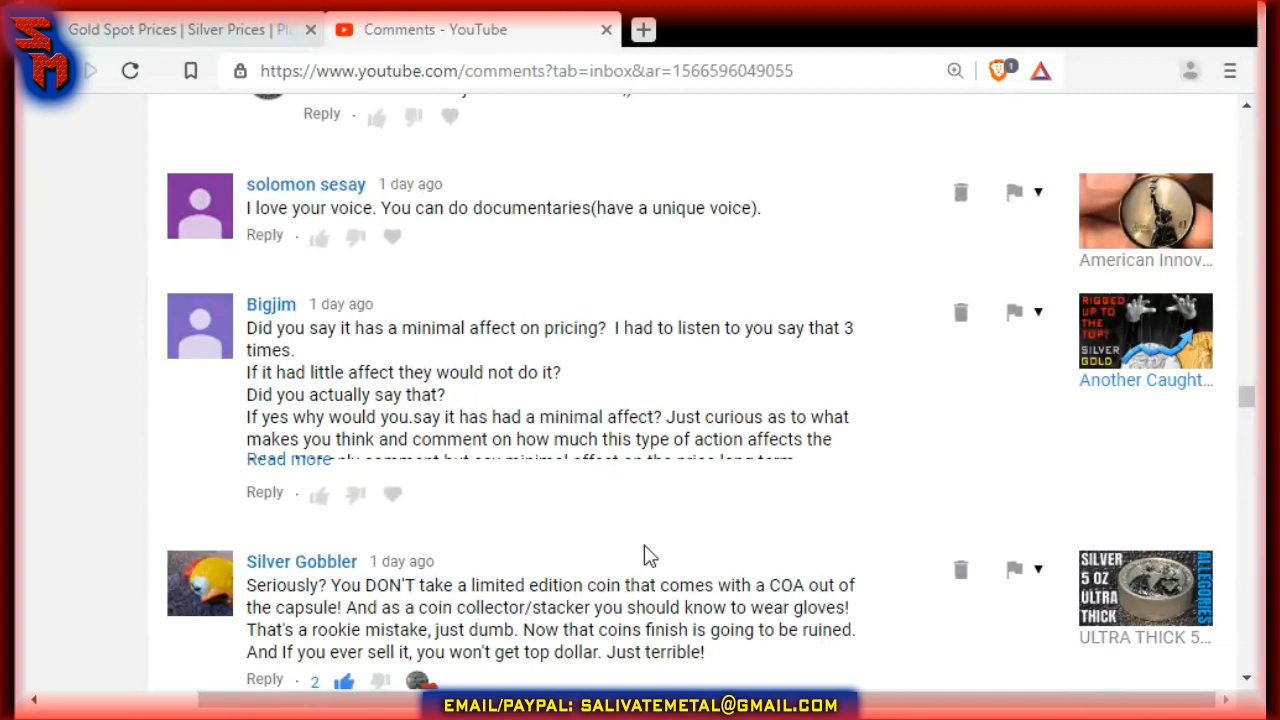 SM
Gold Spot Prices | Silver Prices |
Comments - YouTube
https://www.youtube.com/comments?tab=inbox&ar=1566596049055
1
Reply
solomon sesay 1 day ago
I love your voice. You can do documentaries(have a unique voice).
Reply
American Innov...
Bigjim 1 day ago
Did you say it has a minimal affect on pricing? I had to listen to you say that 3
times.
If it had little affect they would not do it?
Did you actually say that?
If yes why would you.say it has had a minimal affect? Just curious as to what
makes you think and comment on how much this type of action affects the
Read more
Reply
RIGGED
UP TO
THE
TOP!
SILVER
GOLD
Another Caught...
Silver Gobbler 1 day ago
Seriously? You DON'T take a limited edition coin that comes with a COA out of
the capsule! And as a coin collector/stacker you should know to wear gloves!
That's a rookie mistake, just dumb. Now that coins finish is going to be ruined.
And If you ever sell it, you won't get top dollar. Just terrible!
Reply 2
SILVER
5 OZ
ULTRA
THICK
ALLEGORIES
ULTRA THICK 5...
EMAIL/PAYPAL: SALIVATEMETAL@GMAIL.COM